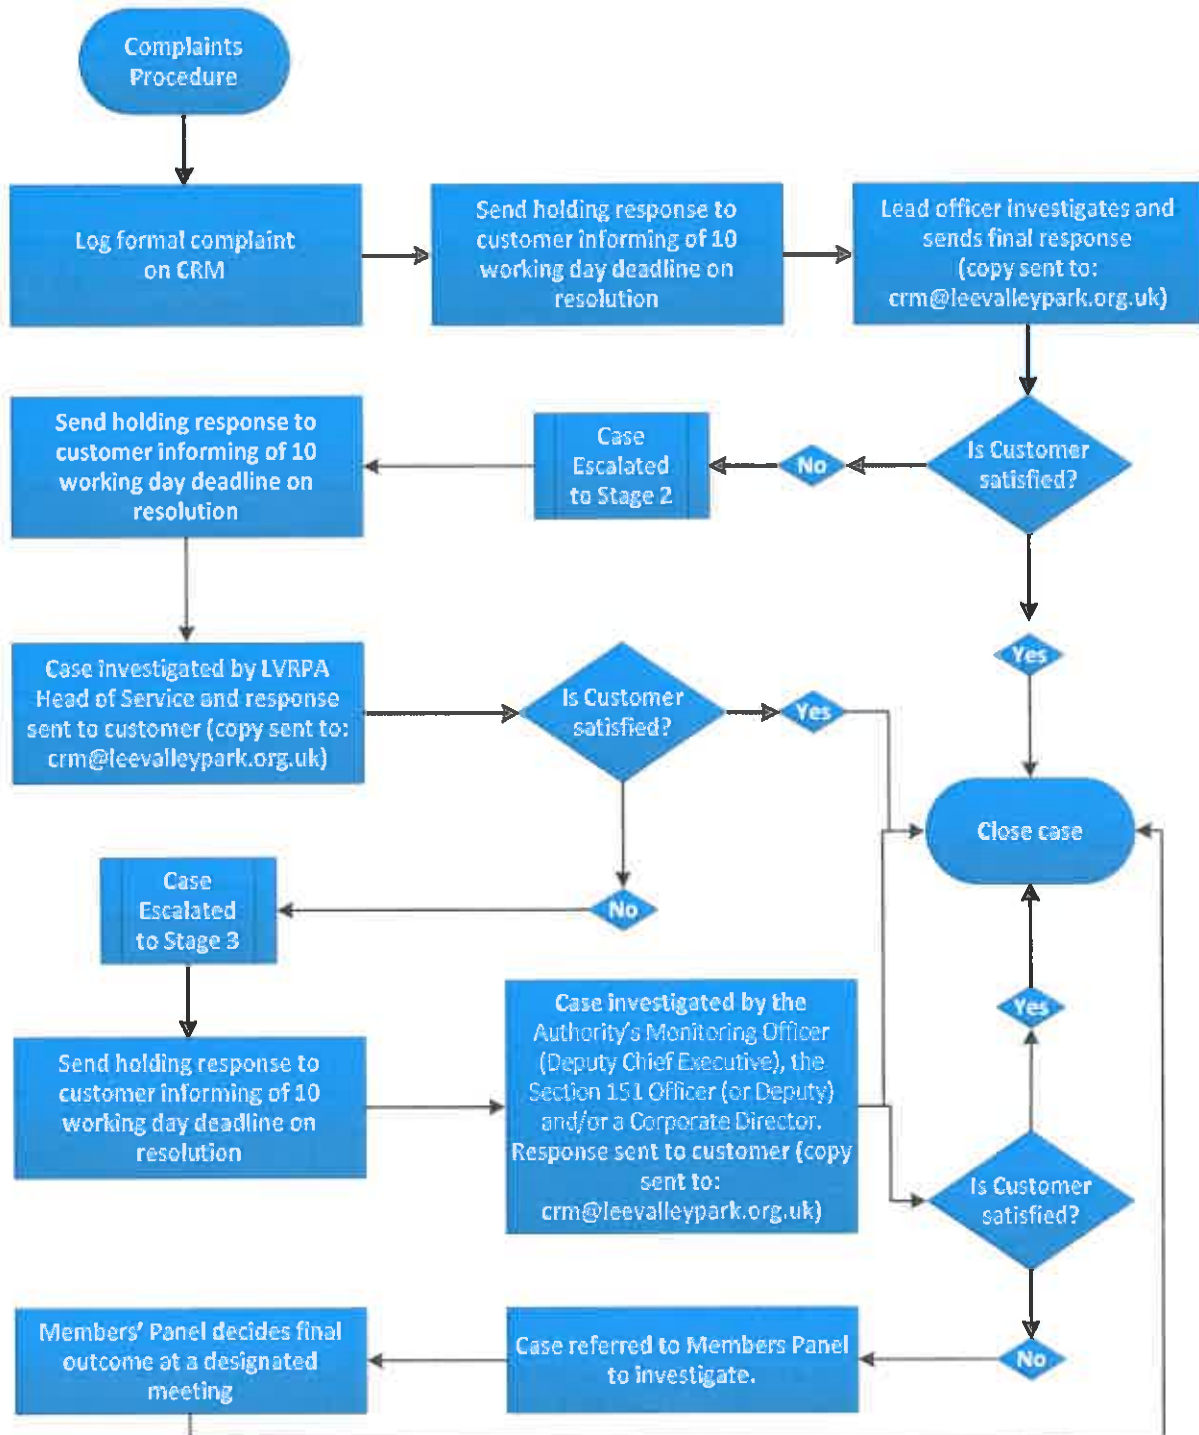 Complaints
Procedure
Log formal complaint
on CRM
Send holding response to
customer informing of 10
working day deadline on
resolution
Lead officer investigates and
sends final response
(copy sent to:
crm@leevalleypark.org.uk)
Is Customer
satisfied?
No
Case
Escalated
to Stage 2
Send holding response to
customer informing of 10
working day deadline on
resolution
Yes
Case investigated by LVRPA
Head of Service and response
sent to customer (copy sent to:
crm@leevalleypark.org.uk)
Is Customer
satisfied?
Yes
Close case
No
Case
Escalated
to Stage 3
Send holding response to
customer informing of 10
working day deadline on
resolution
Case investigated by the
Authority's Monitoring Officer
(Deputy Chief Executive), the
Section 151 Officer (or Deputy)
and/or a Corporate Director.
Response sent to customer (copy
sent to:
crm@leevalleypark.org.uk)
Yes
Is Customer
satisfied?
No
Case referred to Members Panel
to investigate.
Members' Panel decides final
outcome at a designated
meeting